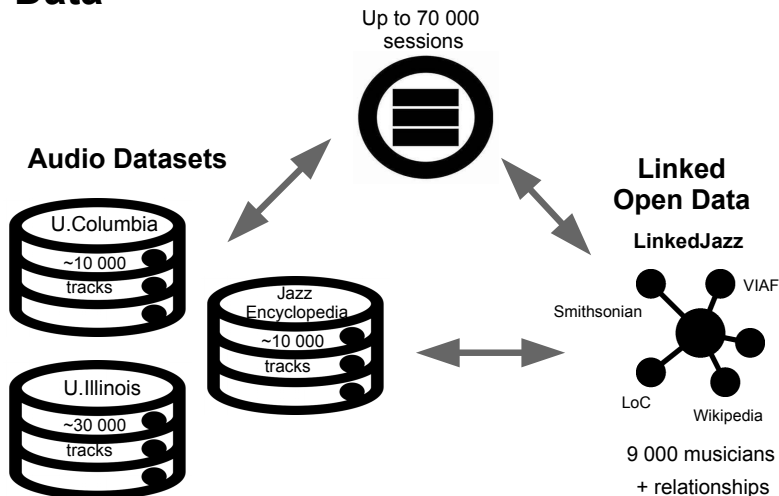 Data
Up to 70 000
sessions
Audio Datasets
U.Columbia
~10 000
tracks
Jazz
Encyclopedia
~10 000
tracks
U.Illinois
~30 000
tracks
Linked
Open Data
LinkedJazz
Smithsonian
VIAF
LoC
Wikipedia
9 000 musicians
+ relationships